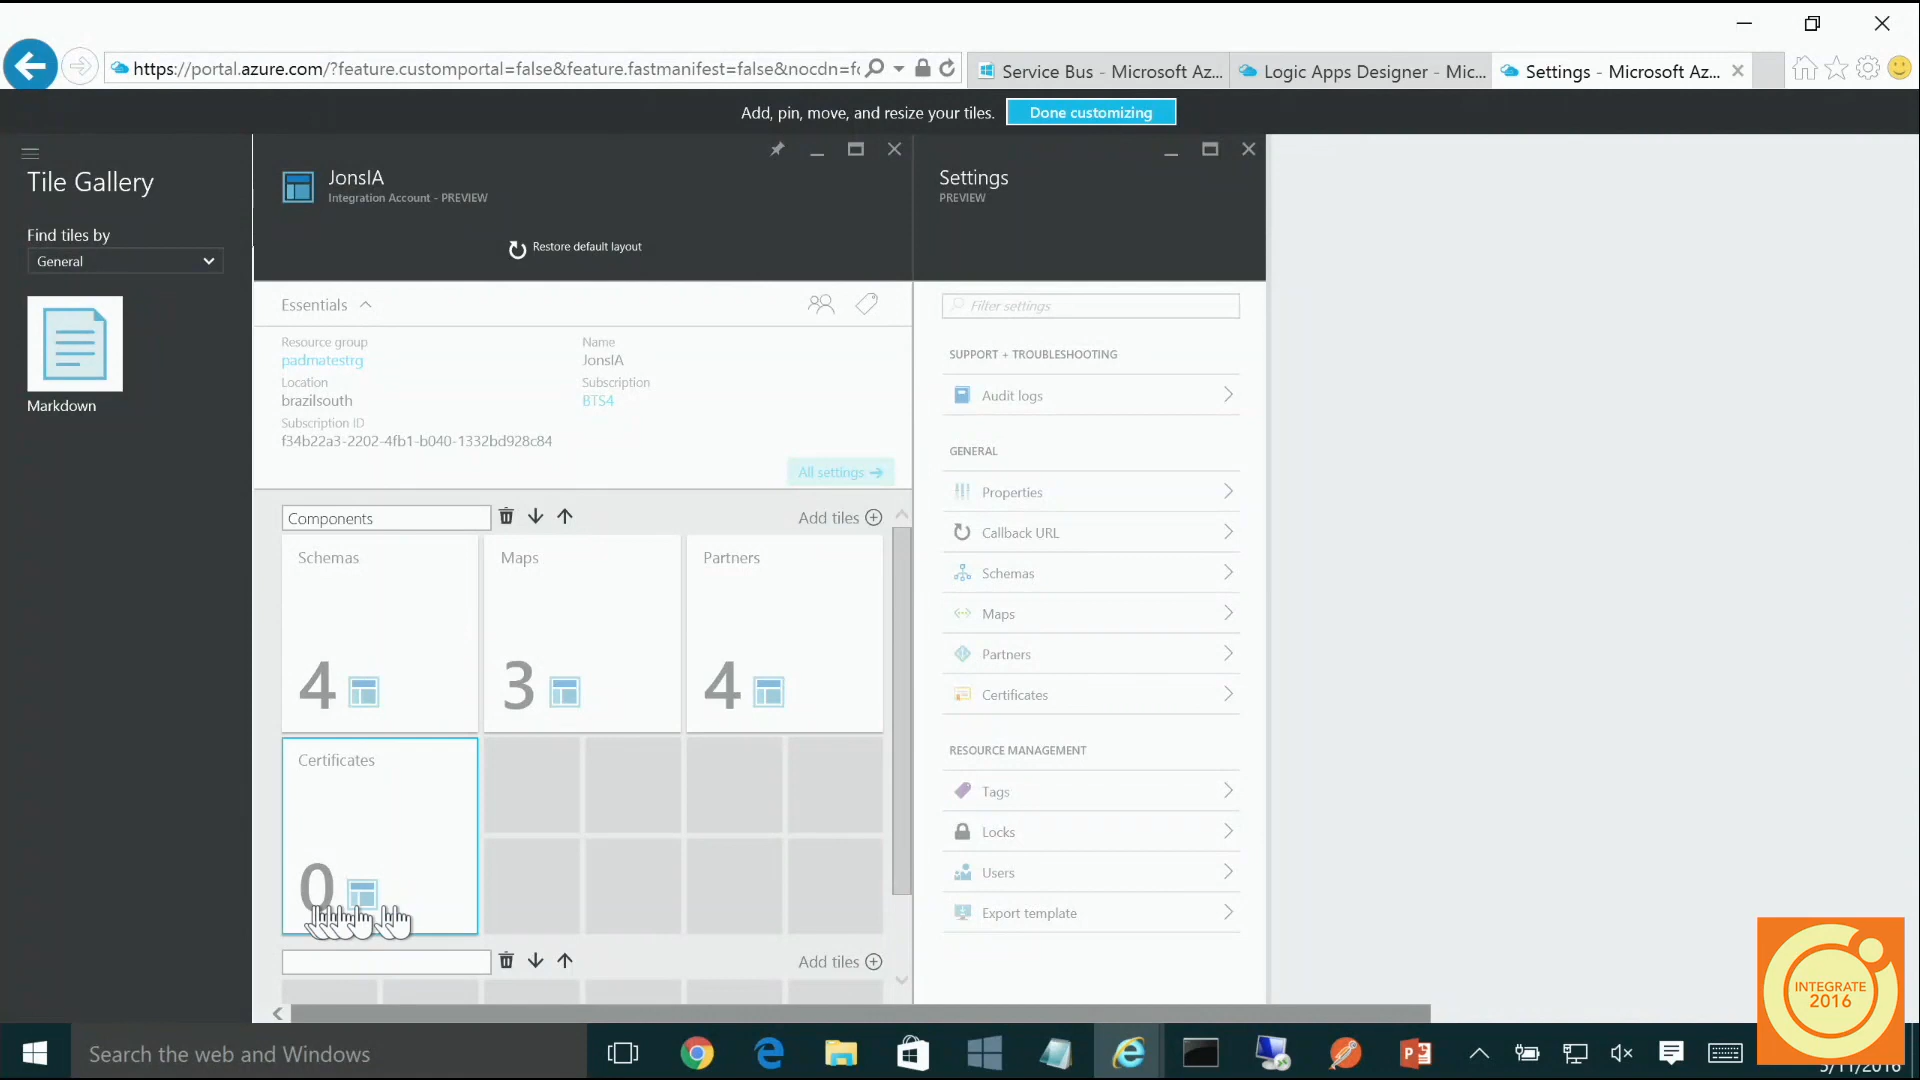 https://portal.azure.com/?feature.customportal=false&feature.fastmanifest=false&nocdn=f
Service Bus - Microsoft Az...
Logic Apps Designer - Mic...
Settings - Microsoft Az...
Add, pin, move, and resize your tiles.
Done customizing
Tile Gallery
Find tiles by
General
Markdown
JonsIA
Integration Account - PREVIEW
Restore default layout
Essentials
Resource group
padmatestrg
Name
JonsIA
Location
brazilsouth
Subscription
BTS4
Subscription ID
f34b22a3-2202-4fb1-b040-1332bd928c84
All settings
Components
Add tiles
Schemas
4
Maps
3
Partners
4
Certificates
0
Add tiles
Settings
PREVIEW
Filter settings
SUPPORT + TROUBLESHOOTING
Audit logs
GENERAL
Properties
Callback URL
Schemas
Maps
Partners
Certificates
RESOURCE MANAGEMENT
Tags
Locks
Users
Export template
INTEGRATE
2016
Search the web and Windows
5/11/2016